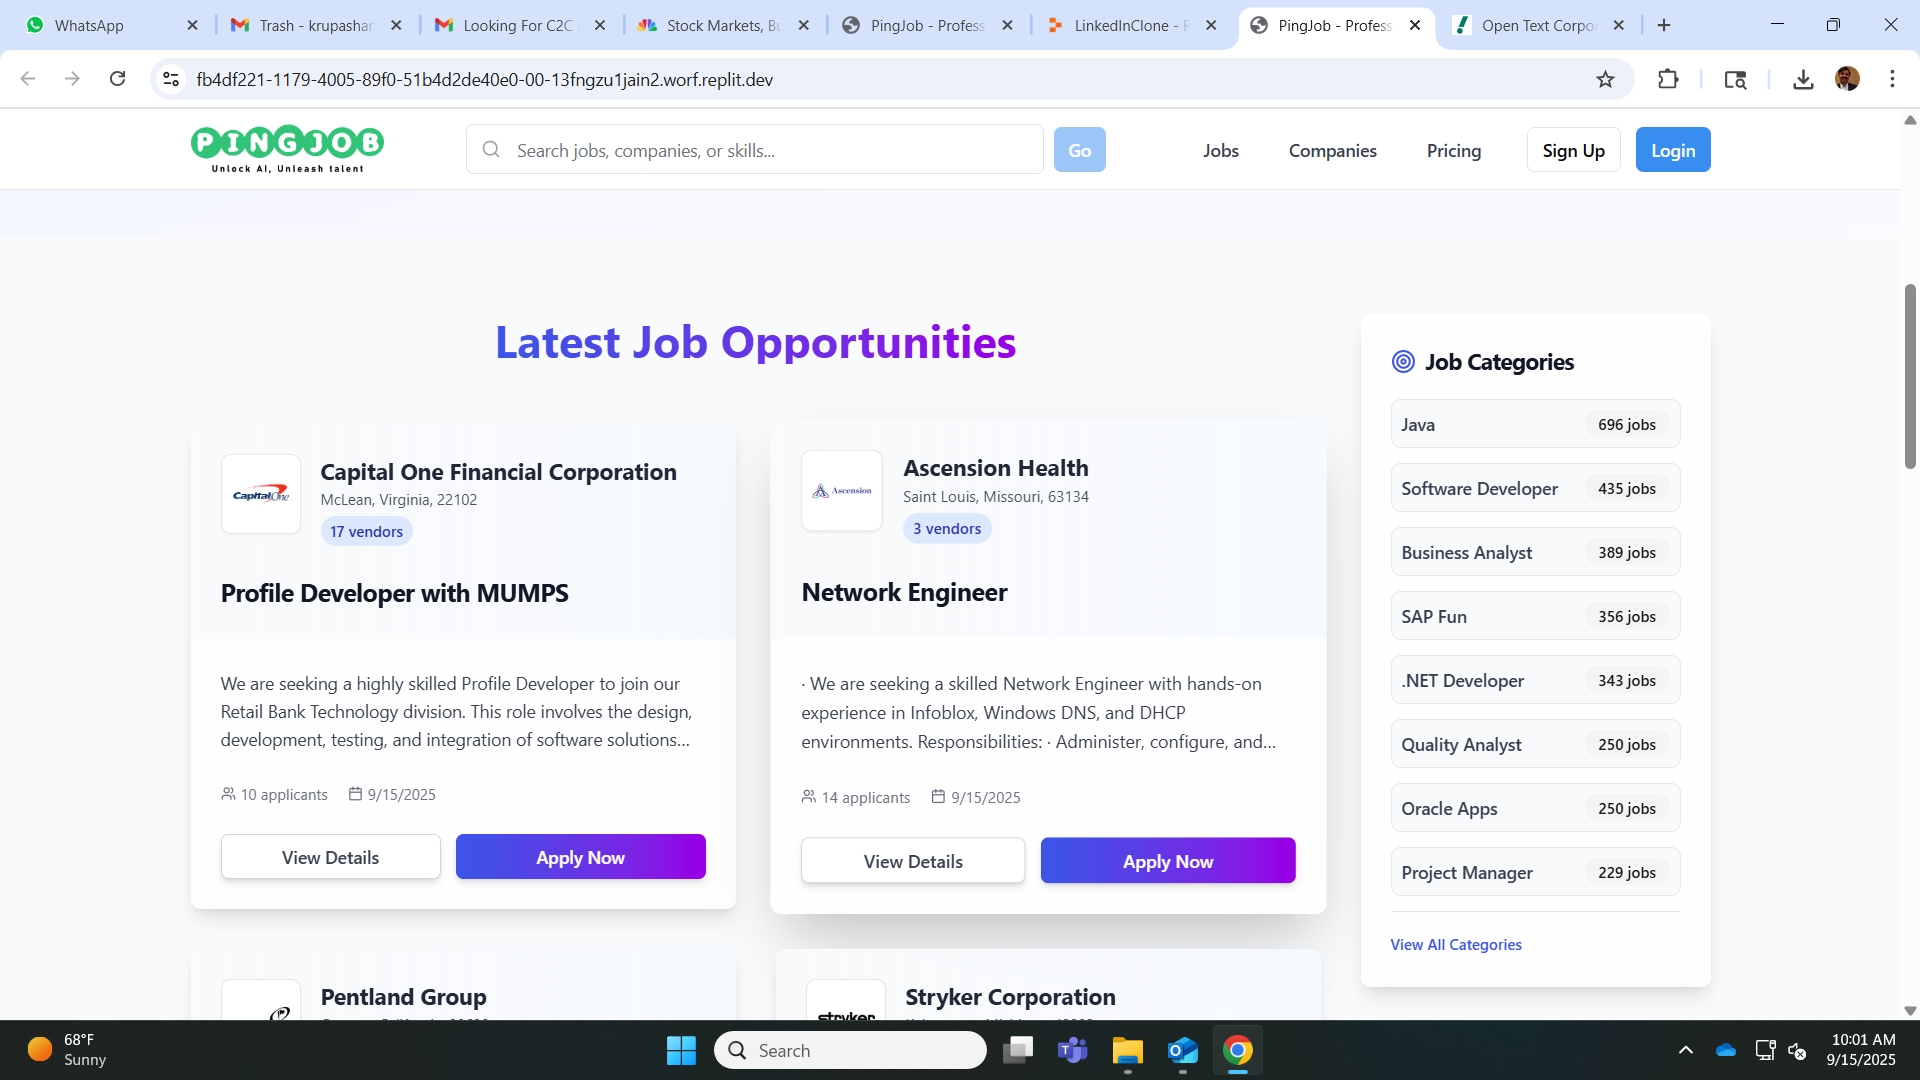 WhatsApp
Trash - krupashan
Looking For C2C
Stock Markets, Bu
PingJob - Profess
LinkedInClone - R
PingJob - Profess
Open Text Corpo
fb4df221-1179-4005-89f0-51b4d2de40e0-00-13fngzu1jain2.worf.replit.dev
PINGJOB
Unlock AI, Unleash talent
Search jobs, companies, or skills...
Go
Jobs
Companies
Pricing
Sign Up
Login
Latest Job Opportunities
CapitalOne
Capital One Financial Corporation
McLean, Virginia, 22102
17 vendors
Profile Developer with MUMPS
We are seeking a highly skilled Profile Developer to join our
Retail Bank Technology division. This role involves the design,
development, testing, and integration of software solutions...
10 applicants
9/15/2025
View Details
Apply Now
Ascension
Ascension Health
Saint Louis, Missouri, 63134
3 vendors
Network Engineer
· We are seeking a skilled Network Engineer with hands-on
experience in Infoblox, Windows DNS, and DHCP
environments. Responsibilities: · Administer, configure, and...
14 applicants
9/15/2025
View Details
Apply Now
Pentland Group
stryker
Stryker Corporation
Job Categories
Java 696 jobs
Software Developer 435 jobs
Business Analyst 389 jobs
SAP Fun 356 jobs
.NET Developer 343 jobs
Quality Analyst 250 jobs
Oracle Apps 250 jobs
Project Manager 229 jobs
View All Categories
68°F
Sunny
Search
10:01 AM
9/15/2025